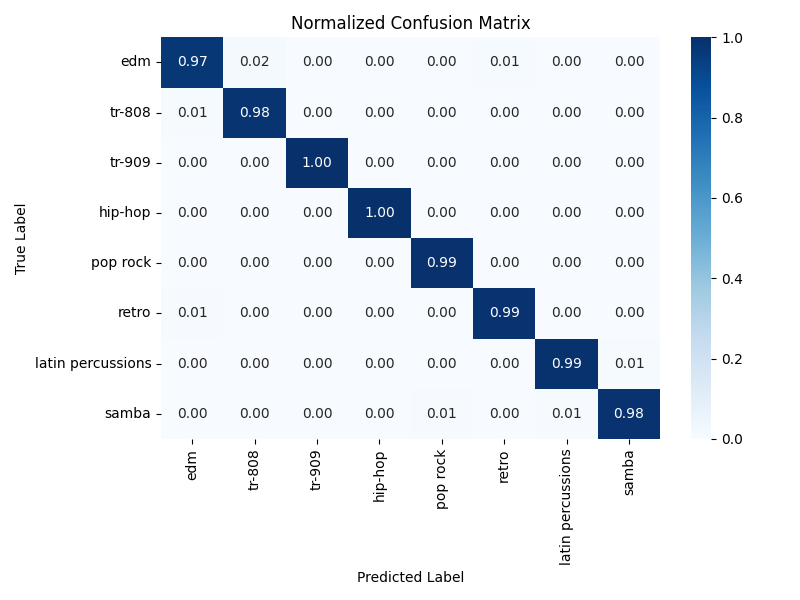 Normalized Confusion Matrix
True Label
edm 0.97 0.02 0.00 0.00 0.00 0.01 0.00 0.00
tr-808 0.01 0.98 0.00 0.00 0.00 0.00 0.00 0.00
tr-909 0.00 0.00 1.00 0.00 0.00 0.00 0.00 0.00
hip-hop 0.00 0.00 0.00 1.00 0.00 0.00 0.00 0.00
pop rock 0.00 0.00 0.00 0.00 0.99 0.00 0.00 0.00
retro 0.01 0.00 0.00 0.00 0.00 0.99 0.00 0.00
latin percussions 0.00 0.00 0.00 0.00 0.00 0.00 0.99 0.01
samba 0.00 0.00 0.00 0.00 0.01 0.00 0.01 0.98
edm tr-808 tr-909 hip-hop pop rock retro latin percussions samba
Predicted Label
1.0
0.8
0.6
0.4
0.2
0.0